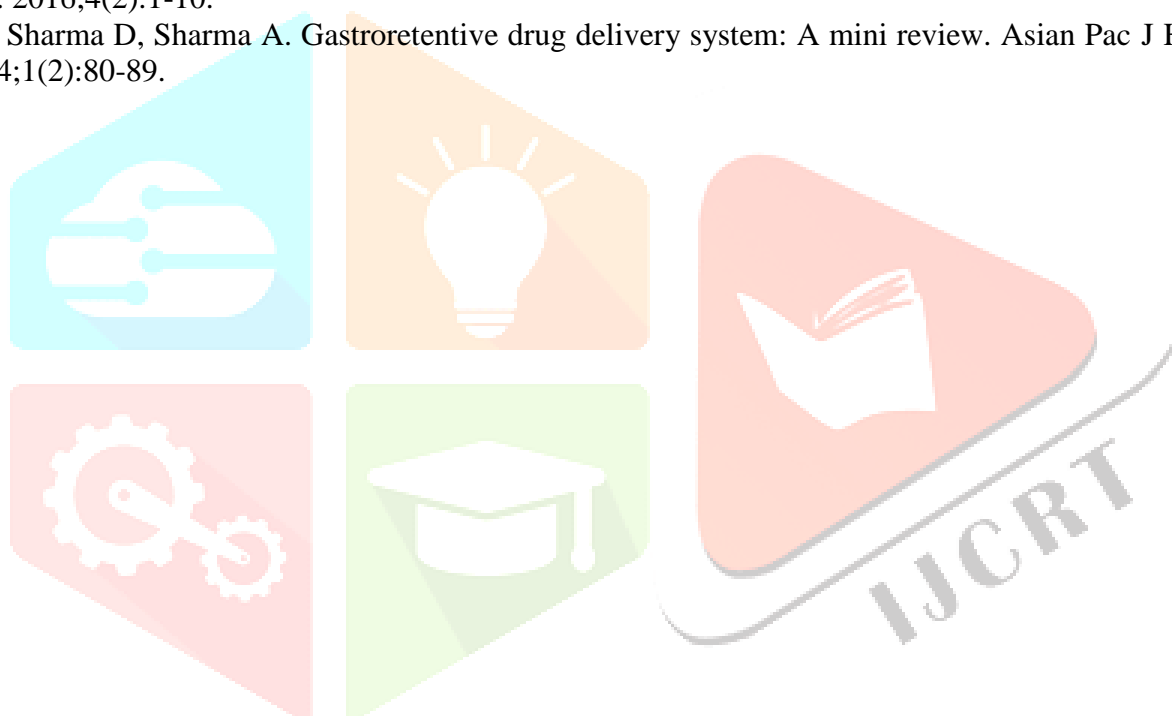 . 2016;4(2):1-10.
Sharma D, Sharma A. Gastroretentive drug delivery system: A mini review. Asian Pac J H
4;1(2):80-89.
IJCRT